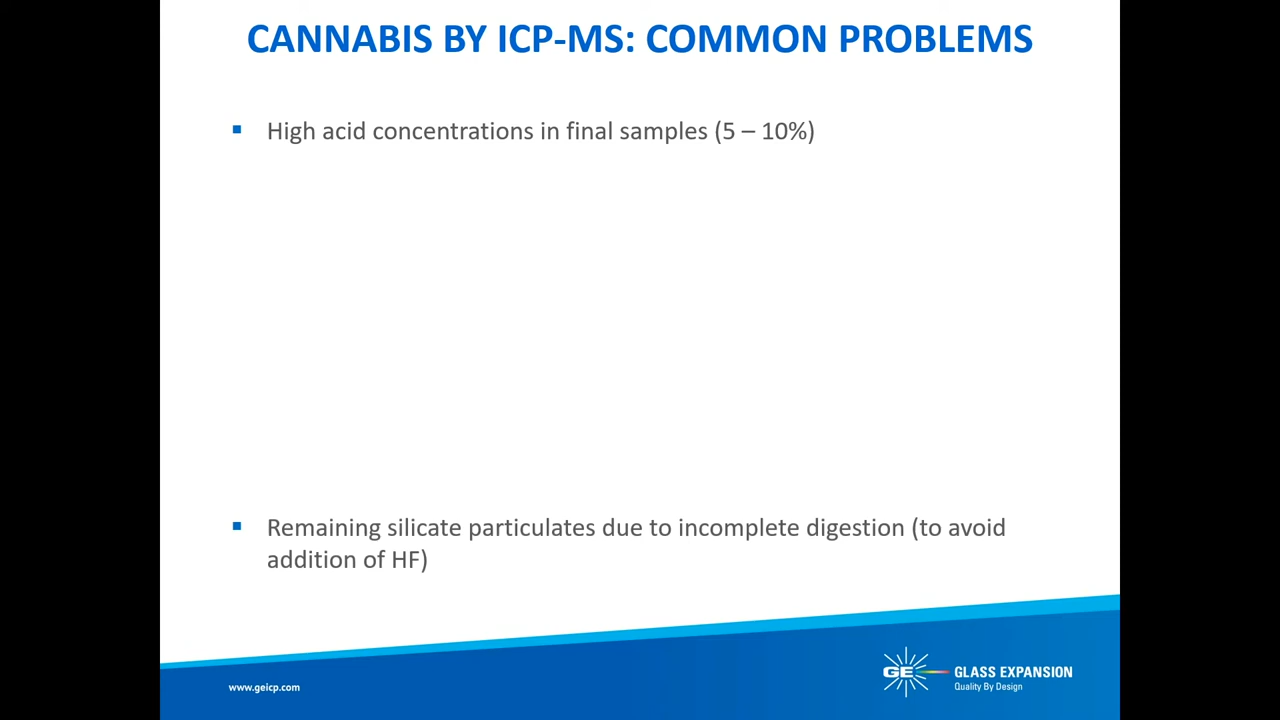 CANNABIS BY ICP-MS: COMMON PROBLEMS
▪ High acid concentrations in final samples (5 – 10%)
▪ Remaining silicate particulates due to incomplete digestion (to avoid
addition of HF)
www.geicp.com
GE GLASS EXPANSION
Quality By Design